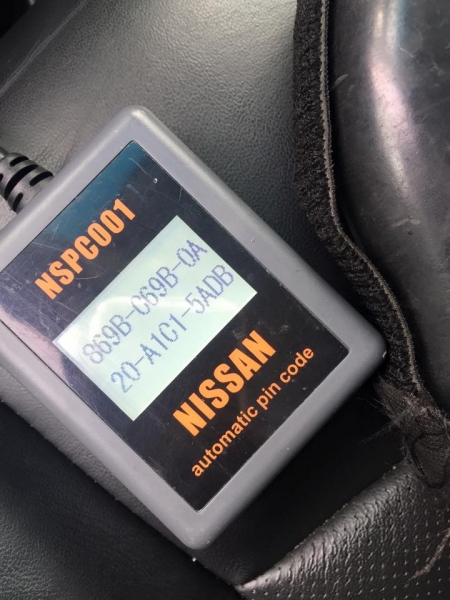 NSPC001
869B-C69B-0A
20-A1C1-5ADB
NISSAN
automatic pin code